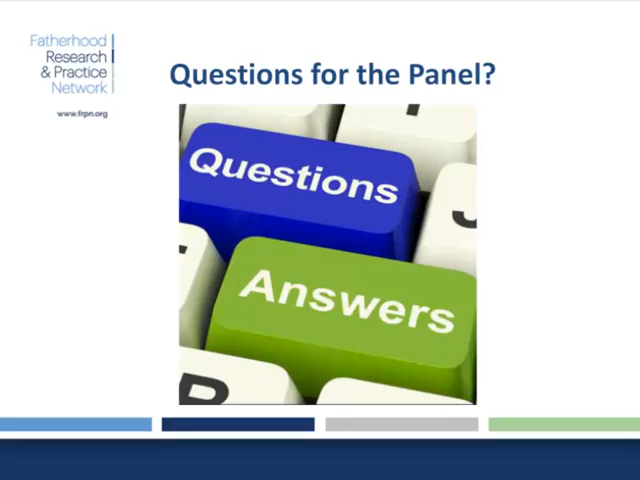 Fatherhood
Research
& Practice
Network
www.frpn.org
Questions for the Panel?
Questions
Answers